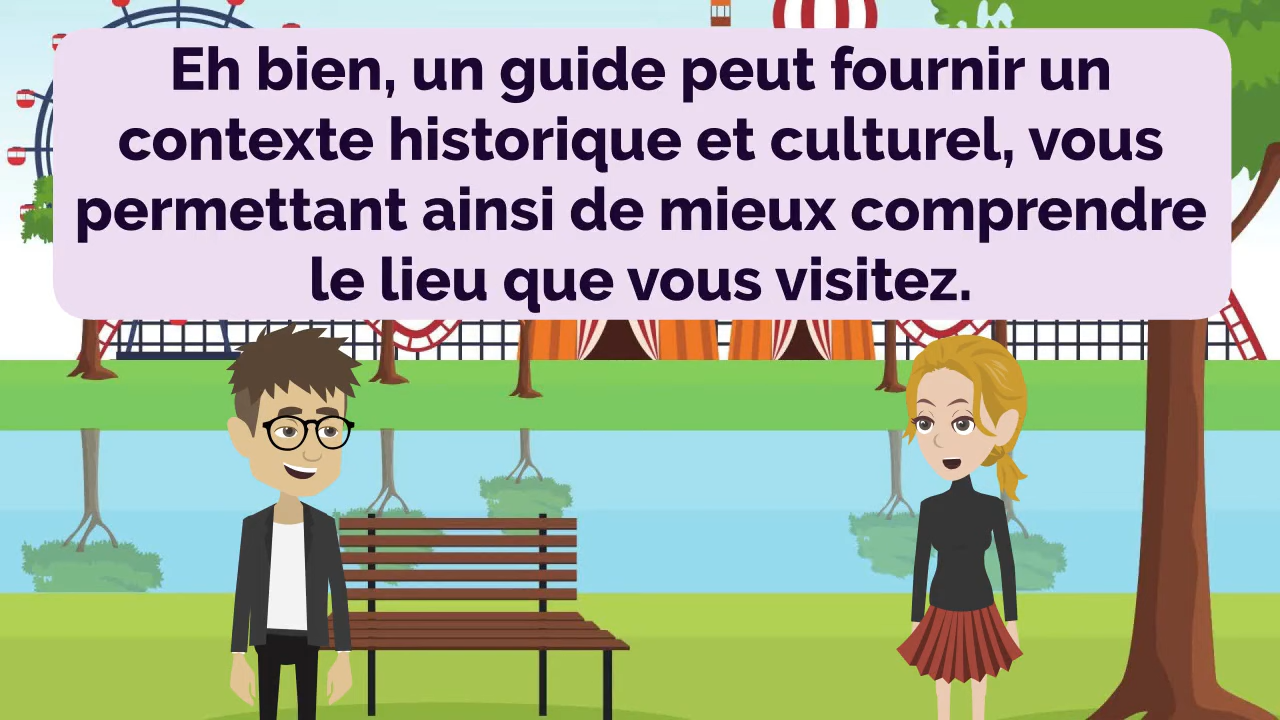 Eh bien, un guide peut fournir un
contexte historique et culturel, vous
permettant ainsi de mieux comprendre
le lieu que vous visitez.